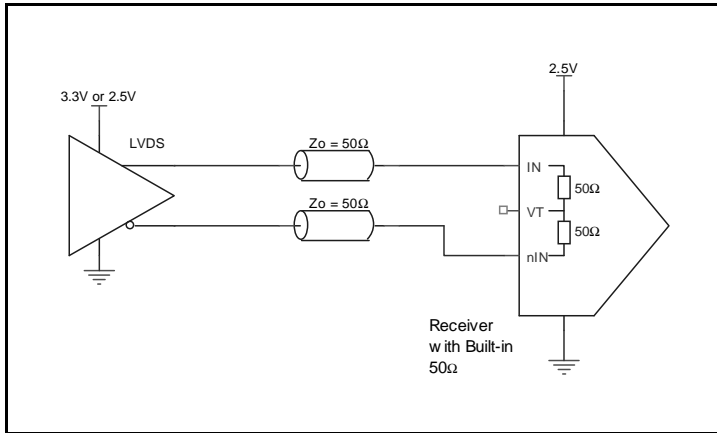 2.5V
3.3V or 2.5V
LVDS
Zo = 50Ω
IN
50Ω
Zo = 50Ω
VT
50Ω
nIN
Receiver
with Built-in
50Ω